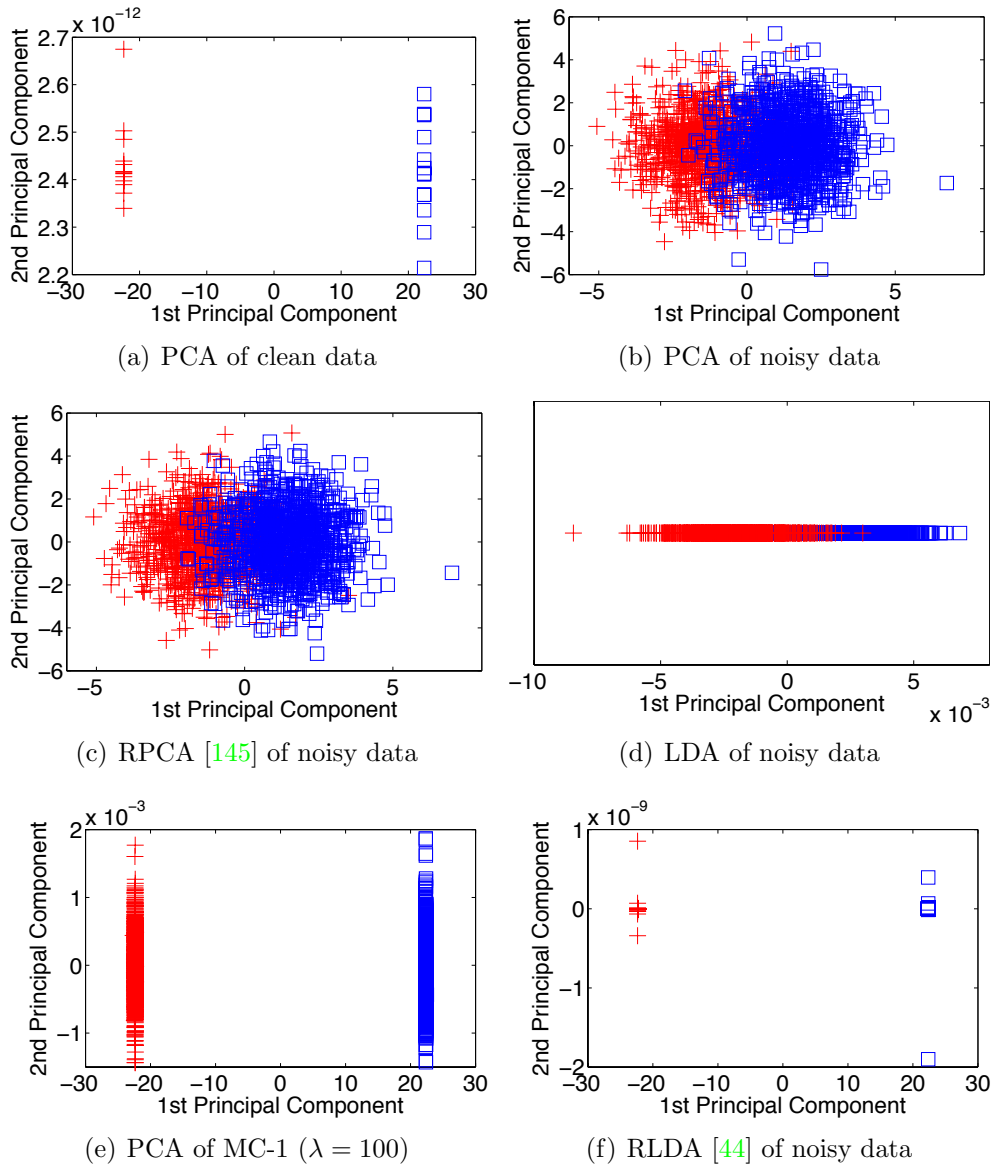 x 10⁻¹²
2.7
2.6
2.5
2.4
2.3
2.2
2nd Principal Component
−30 −20 −10 0 10 20 30
1st Principal Component
(a) PCA of clean data
6
4
2
0
−2
−4
−6
2nd Principal Component
−5 0 5
1st Principal Component
(b) PCA of noisy data
6
4
2
0
−2
−4
−6
2nd Principal Component
−5 0 5
1st Principal Component
(c) RPCA [145] of noisy data
−10 −5 0 5
1st Principal Component
x 10⁻³
(d) LDA of noisy data
x 10⁻³
2
1
0
−1
2nd Principal Component
−30 −20 −10 0 10 20 30
1st Principal Component
(e) PCA of MC-1 (λ = 100)
x 10⁻⁹
1
0
−1
−2
2nd Principal Component
−30 −20 −10 0 10 20 30
1st Principal Component
(f) RLDA [44] of noisy data